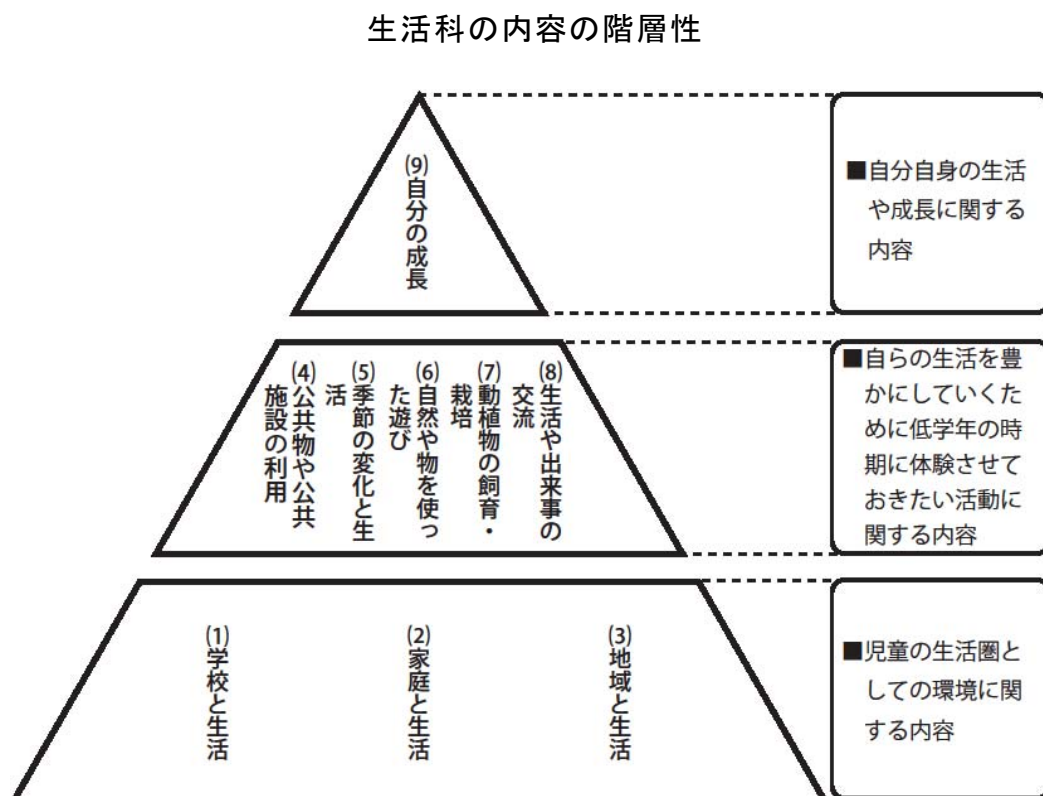 生活科の内容の階層性
(9)自分の成長
■自分自身の生活
や成長に関する
内容
(4)公共物や公共
施設の利用
(5)季節の変化と生
活
(6)自然や物を使っ
た遊び
(7)動植物の飼育・
栽培
(8)生活や出来事の
交流
■自らの生活を豊
かにしていくた
めに低学年の時
期に体験させて
おきたい活動に
関する内容
(1)学校と生活
(2)家庭と生活
(3)地域と生活
■児童の生活圏と
しての環境に関
する内容